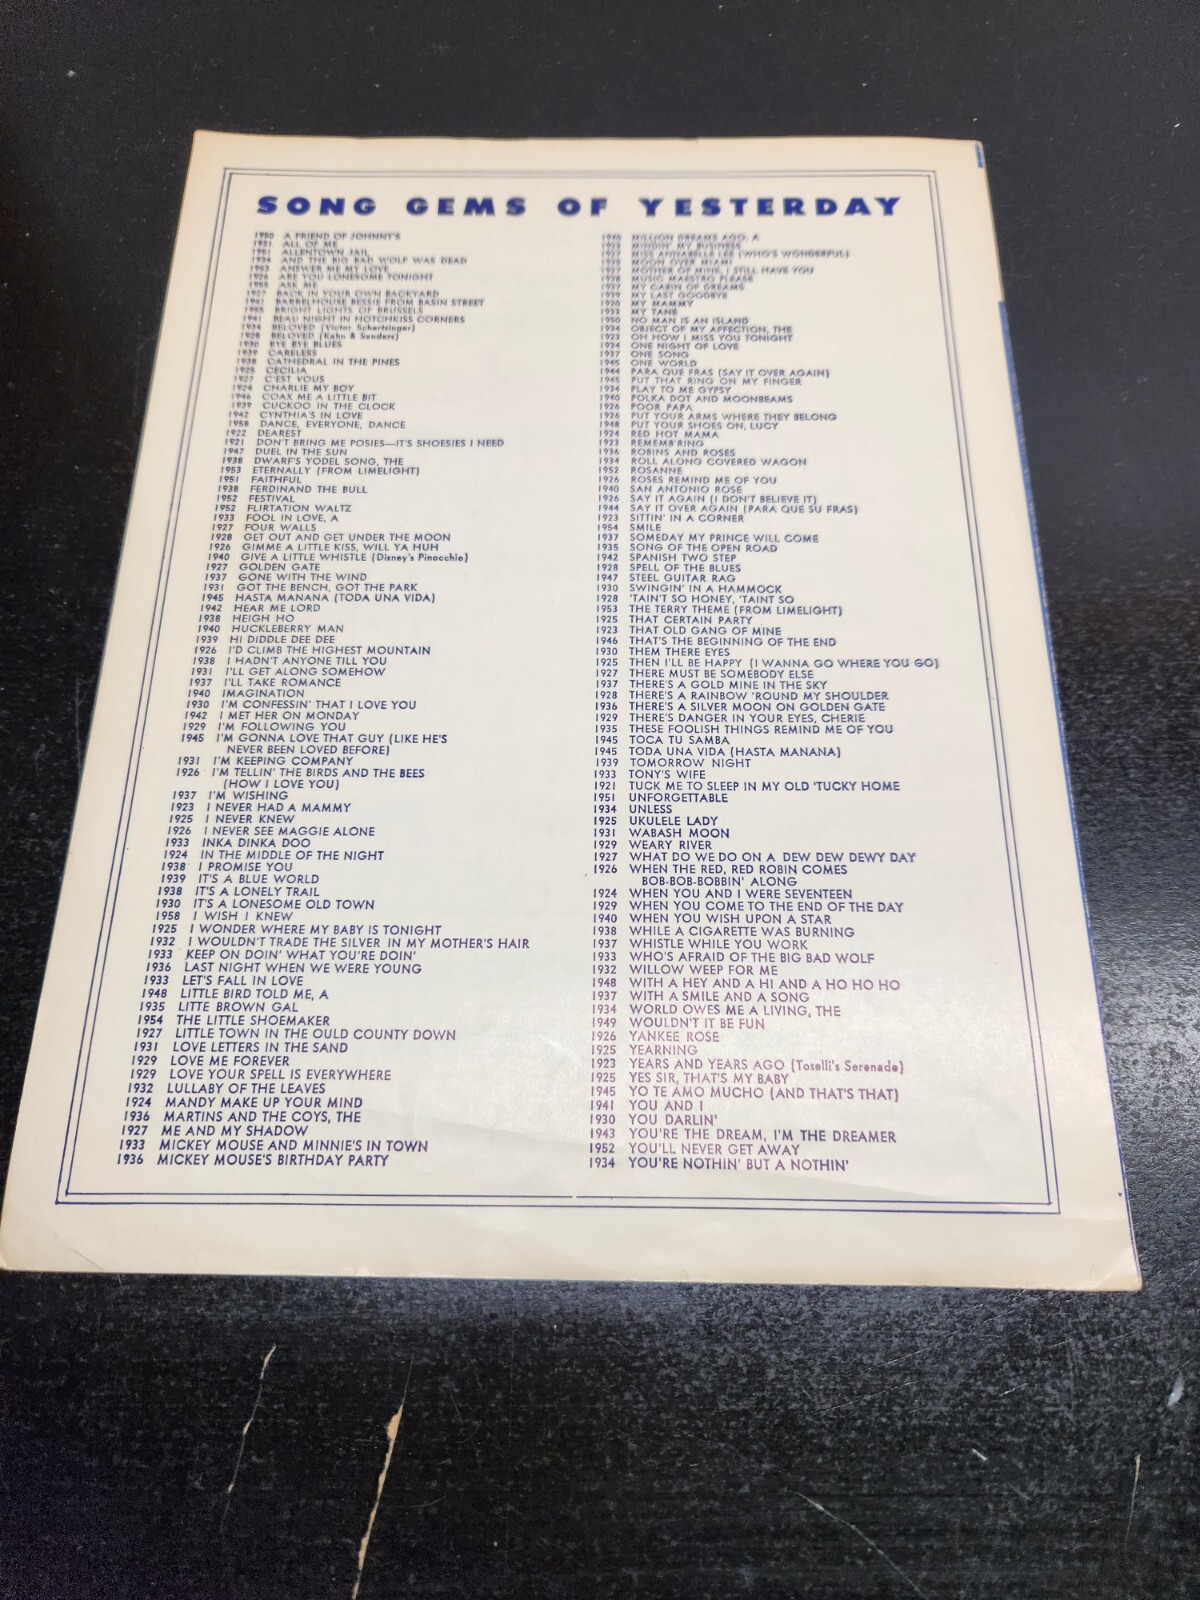 SONG GEMS OF YESTERDAY
1950 A FRIEND OF JOHNNY'S
1931 ALL OF ME
1951 ALLENTOWN JAIL
1934 AND THE BIG BAD WOLF WAS DEAD
1953 ANSWER ME MY LOVE
1926 ARE YOU LONESOME TONIGHT
1955 ASK ME
1927 BACK IN YOUR OWN BACKYARD
1941 BARRELHOUSE BESSIE FROM BASIN STREET
1958 BRIGHT LIGHTS OF BRUSSELS
1941 BEAU NIGHT IN HOTCHKISS CORNERS
1934 BELOVED (Victor Schertzinger)
1928 BELOVED (Kahn & Sanders)
1930 BYE BYE BLUES
1939 CARELESS
1938 CATHEDRAL IN THE PINES
1925 CECILIA
1927 C'EST VOUS
1924 CHARLIE MY BOY
1946 COAX ME A LITTLE BIT
1939 CUCKOO IN THE CLOCK
1942 CYNTHIA'S IN LOVE
1958 DANCE, EVERYONE, DANCE
1922 DEAREST
1921 DON'T BRING ME POSIES—IT'S SHOESIES I NEED
1947 DUEL IN THE SUN
1938 DWARF'S YODEL SONG, THE
1953 ETERNALLY (FROM LIMELIGHT)
1951 FAITHFUL
1938 FERDINAND THE BULL
1952 FESTIVAL
1952 FLIRTATION WALTZ
1933 FOOL IN LOVE, A
1927 FOUR WALLS
1928 GET OUT AND GET UNDER THE MOON
1926 GIMME A LITTLE KISS, WILL YA HUH
1940 GIVE A LITTLE WHISTLE (Disney's Pinocchio)
1927 GOLDEN GATE
1937 GONE WITH THE WIND
1931 GOT THE BENCH, GOT THE PARK
1945 HASTA MANANA (TODA UNA VIDA)
1942 HEAR ME LORD
1938 HEIGH HO
1940 HUCKLEBERRY MAN
1939 HI DIDDLE DEE DEE
1926 I'D CLIMB THE HIGHEST MOUNTAIN
1938 I HADN'T ANYONE TILL YOU
1931 I'LL GET ALONG SOMEHOW
1937 I'LL TAKE ROMANCE
1940 IMAGINATION
1930 I'M CONFESSIN' THAT I LOVE YOU
1942 I MET HER ON MONDAY
1929 I'M FOLLOWING YOU
1945 I'M GONNA LOVE THAT GUY (LIKE HE'S
NEVER BEEN LOVED BEFORE)
1931 I'M KEEPING COMPANY
1926 I'M TELLIN' THE BIRDS AND THE BEES
(HOW I LOVE YOU)
1937 I'M WISHING
1923 I NEVER HAD A MAMMY
1925 I NEVER KNEW
1926 I NEVER SEE MAGGIE ALONE
1933 INKA DINKA DOO
1924 IN THE MIDDLE OF THE NIGHT
1938 I PROMISE YOU
1939 IT'S A BLUE WORLD
1938 IT'S A LONELY TRAIL
1930 IT'S A LONESOME OLD TOWN
1958 I WISH I KNEW
1925 I WONDER WHERE MY BABY IS TONIGHT
1932 I WOULDN'T TRADE THE SILVER IN MY MOTHER'S HAIR
1933 KEEP ON DOIN' WHAT YOU'RE DOIN'
1936 LAST NIGHT WHEN WE WERE YOUNG
1933 LET'S FALL IN LOVE
1948 LITTLE BIRD TOLD ME, A
1935 LITTE BROWN GAL
1954 THE LITTLE SHOEMAKER
1927 LITTLE TOWN IN THE OULD COUNTY DOWN
1931 LOVE LETTERS IN THE SAND
1929 LOVE ME FOREVER
1929 LOVE YOUR SPELL IS EVERYWHERE
1932 LULLABY OF THE LEAVES
1924 MANDY MAKE UP YOUR MIND
1936 MARTINS AND THE COYS, THE
1927 ME AND MY SHADOW
1933 MICKEY MOUSE AND MINNIE'S IN TOWN
1936 MICKEY MOUSE'S BIRTHDAY PARTY
MILLION DREAMS AGO, A
1923 MINDIN' MY BUSINESS
1927 MISS ANNABELLE LEE (WHO'S WONDERFUL)
1935 MOON OVER MIAMI
1927 MOTHER OF MINE, I STILL HAVE YOU
1938 MUSIC MAESTRO PLEASE
1937 MY CABIN OF DREAMS
1939 MY LAST GOODBYE
1920 MY MAMMY
1933 MY TANE
1950 NO MAN IS AN ISLAND
1934 OBJECT OF MY AFFECTION, THE
1923 OH HOW I MISS YOU TONIGHT
1934 ONE NIGHT OF LOVE
1937 ONE SONG
1945 ONE WORLD
1944 PARA QUE FRAS (SAY IT OVER AGAIN)
1945 PUT THAT RING ON MY FINGER
1934 PLAY TO ME GYPSY
1940 POLKA DOT AND MOONBEAMS
1926 POOR PAPA
1926 PUT YOUR ARMS WHERE THEY BELONG
1948 PUT YOUR SHOES ON, LUCY
1924 RED HOT MAMA
1923 REMEMB'RING
1936 ROBINS AND ROSES
1934 ROLL ALONG COVERED WAGON
1952 ROSANNE
1926 ROSES REMIND ME OF YOU
1940 SAN ANTONIO ROSE
1926 SAY IT AGAIN (I DON'T BELIEVE IT)
1944 SAY IT OVER AGAIN (PARA QUE SU FRAS)
1923 SITTIN' IN A CORNER
1954 SMILE
1937 SOMEDAY MY PRINCE WILL COME
1935 SONG OF THE OPEN ROAD
1942 SPANISH TWO STEP
1928 SPELL OF THE BLUES
1947 STEEL GUITAR RAG
1930 SWINGIN' IN A HAMMOCK
1928 'TAIN'T SO HONEY, 'TAINT SO
1953 THE TERRY THEME (FROM LIMELIGHT)
1925 THAT CERTAIN PARTY
1923 THAT OLD GANG OF MINE
1946 THAT'S THE BEGINNING OF THE END
1930 THEM THERE EYES
1925 THEN I'LL BE HAPPY (I WANNA GO WHERE YOU GO)
1927 THERE MUST BE SOMEBODY ELSE
1937 THERE'S A GOLD MINE IN THE SKY
1928 THERE'S A RAINBOW 'ROUND MY SHOULDER
1936 THERE'S A SILVER MOON ON GOLDEN GATE
1929 THERE'S DANGER IN YOUR EYES, CHERIE
1935 THESE FOOLISH THINGS REMIND ME OF YOU
1945 TOCA TU SAMBA
1945 TODA UNA VIDA (HASTA MANANA)
1939 TOMORROW NIGHT
1933 TONY'S WIFE
1921 TUCK ME TO SLEEP IN MY OLD 'TUCKY HOME
1951 UNFORGETTABLE
1934 UNLESS
1925 UKULELE LADY
1931 WABASH MOON
1929 WEARY RIVER
1927 WHAT DO WE DO ON A DEW DEW DEWY DAY
1926 WHEN THE RED, RED ROBIN COMES
BOB-BOB-BOBBIN' ALONG
1924 WHEN YOU AND I WERE SEVENTEEN
1929 WHEN YOU COME TO THE END OF THE DAY
1940 WHEN YOU WISH UPON A STAR
1938 WHILE A CIGARETTE WAS BURNING
1937 WHISTLE WHILE YOU WORK
1933 WHO'S AFRAID OF THE BIG BAD WOLF
1932 WILLOW WEEP FOR ME
1948 WITH A HEY AND A HI AND A HO HO HO
1937 WITH A SMILE AND A SONG
1934 WORLD OWES ME A LIVING, THE
1949 WOULDN'T IT BE FUN
1926 YANKEE ROSE
1925 YEARNING
1923 YEARS AND YEARS AGO (Toselli's Serenade)
1925 YES SIR, THAT'S MY BABY
1945 YO TE AMO MUCHO (AND THAT'S THAT)
1941 YOU AND I
1930 YOU DARLIN'
1943 YOU'RE THE DREAM, I'M THE DREAMER
1952 YOU'LL NEVER GET AWAY
1934 YOU'RE NOTHIN' BUT A NOTHIN'